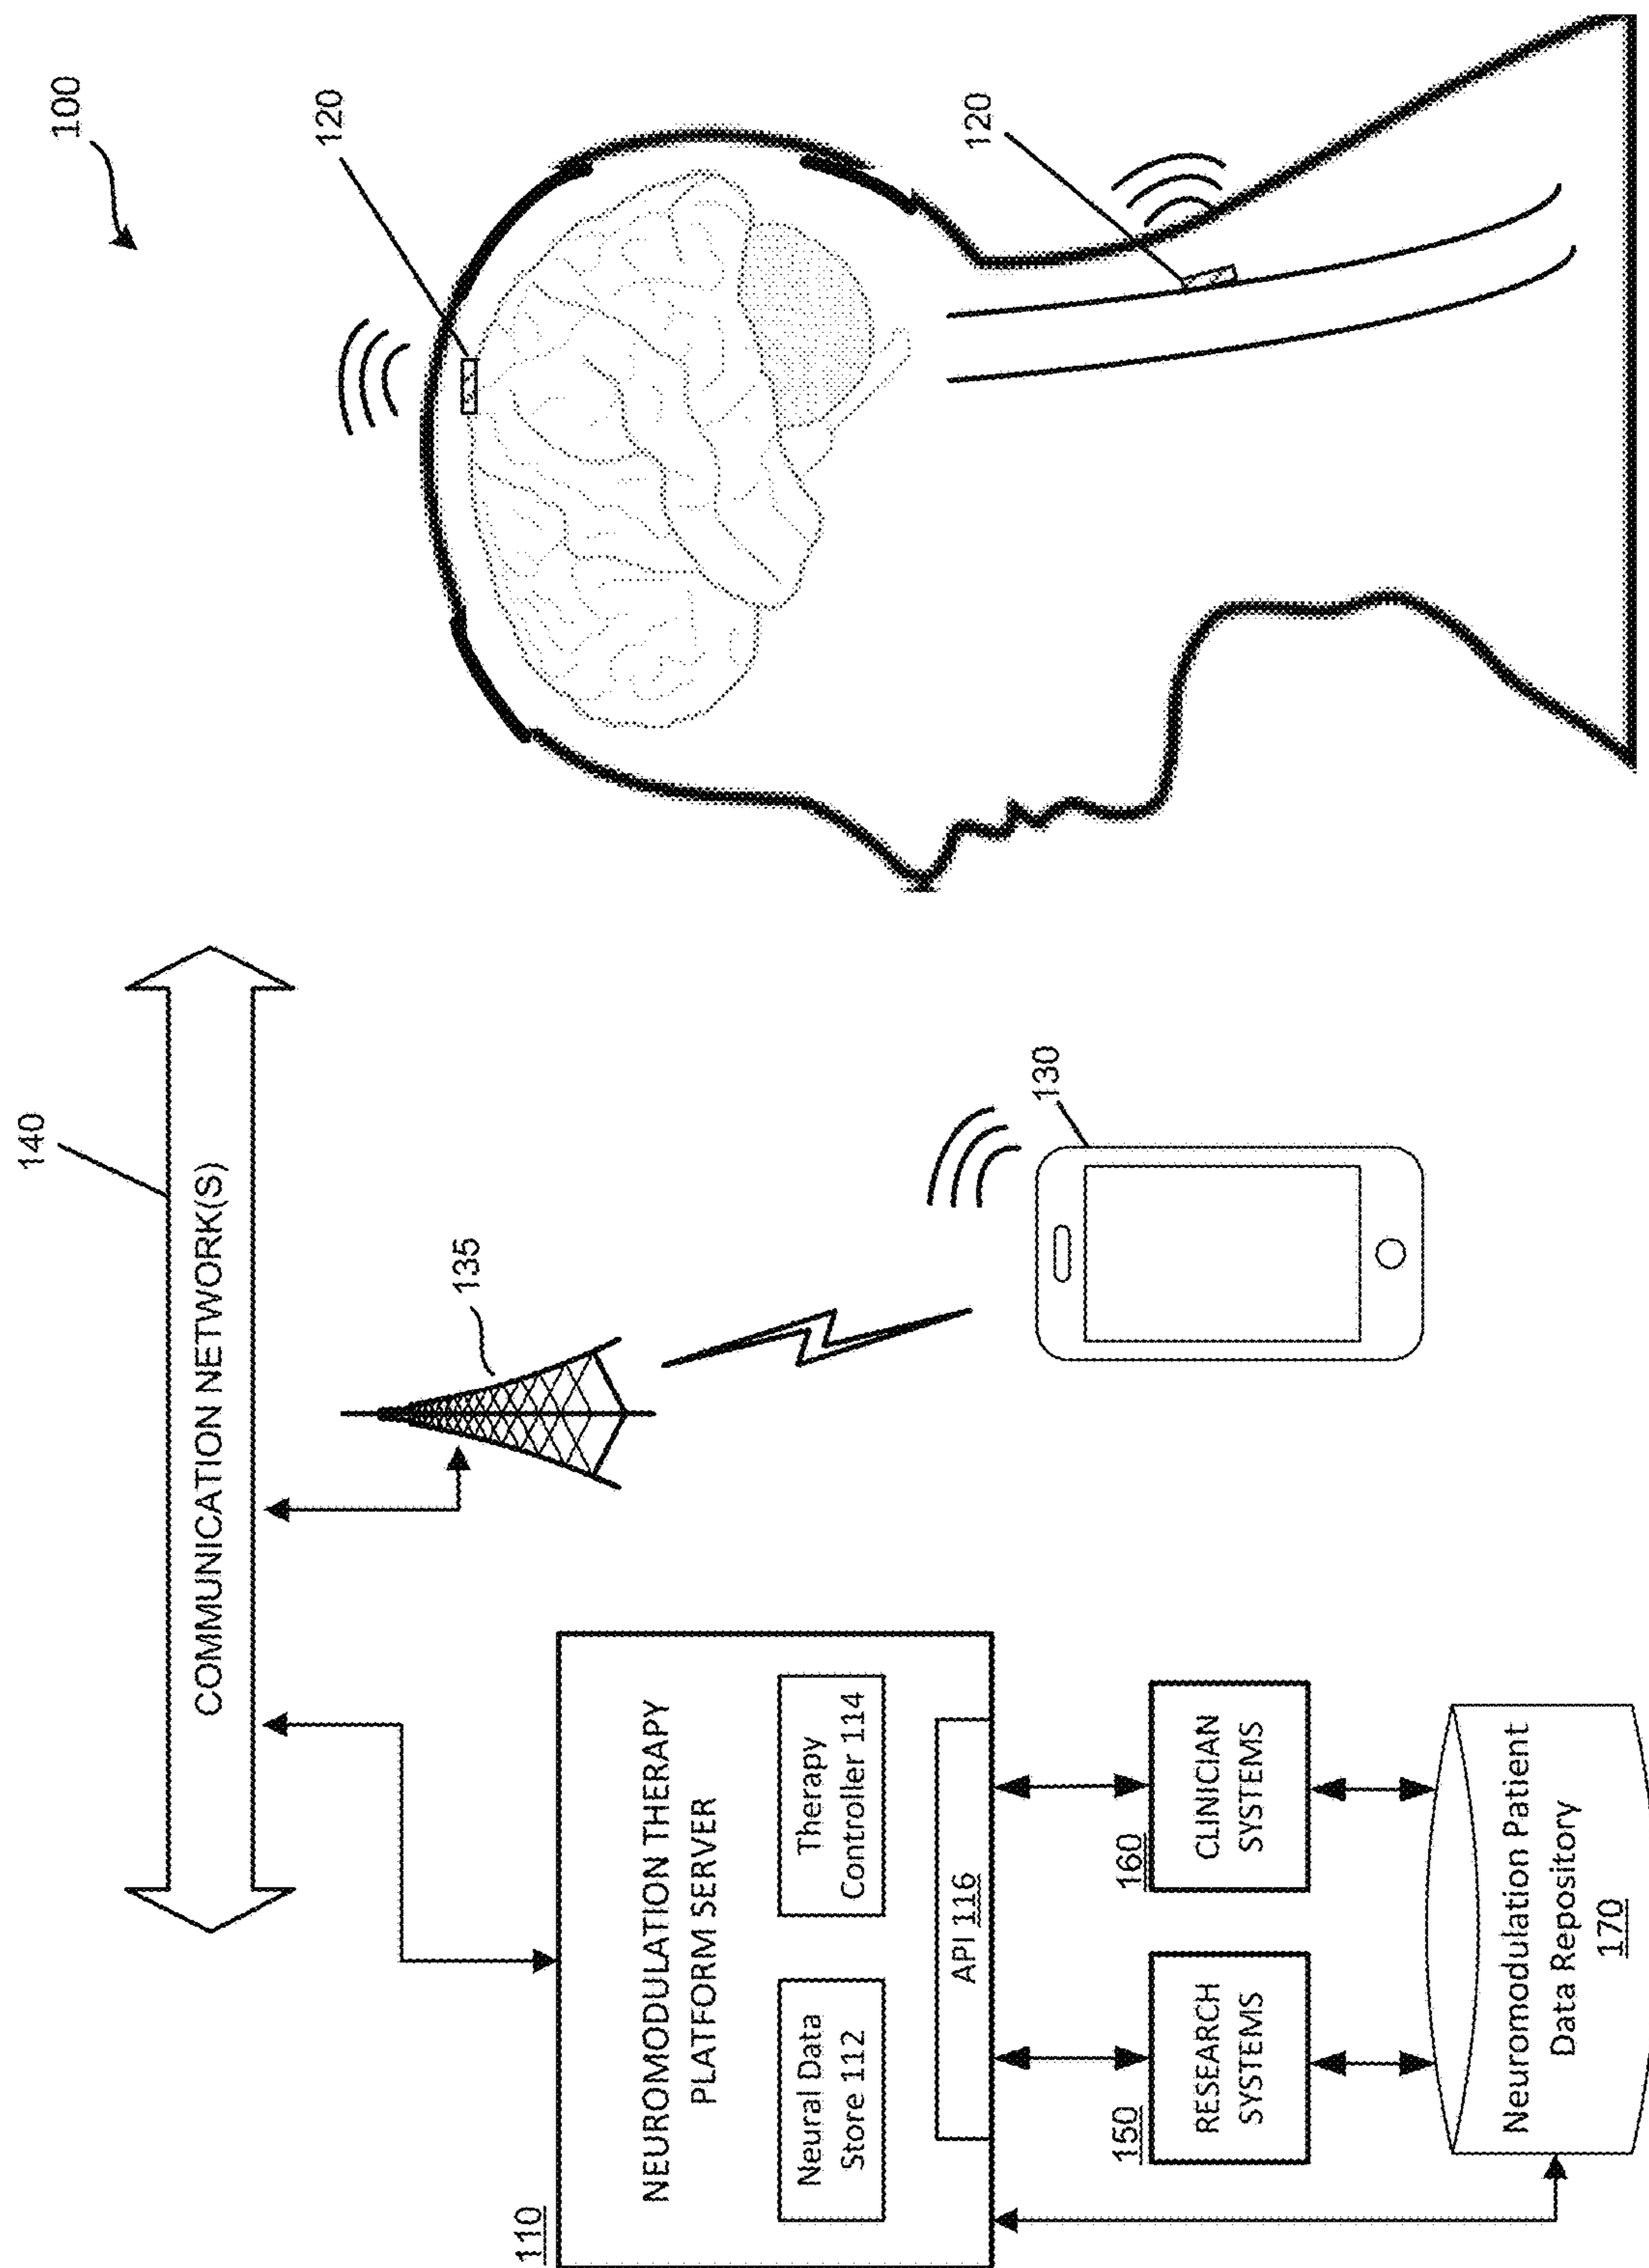 100
140
COMMUNICATION NETWORK(S)
120
135
120
130
110
NEUROMODULATION THERAPY
PLATFORM SERVER
Neural Data
Store 112
Therapy
Controller 114
API 116
150
RESEARCH
SYSTEMS
160
CLINICIAN
SYSTEMS
Neuromodulation Patient
Data Repository
170